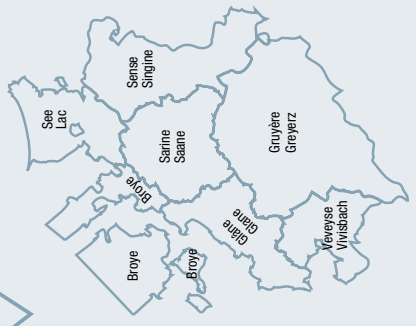 See
Lac
Sense
Singine
Broye
Sarine
Saane
Broye
Broye
Glâne
Glane
Gruyère
Greyerz
Veveyse
Vivisbach